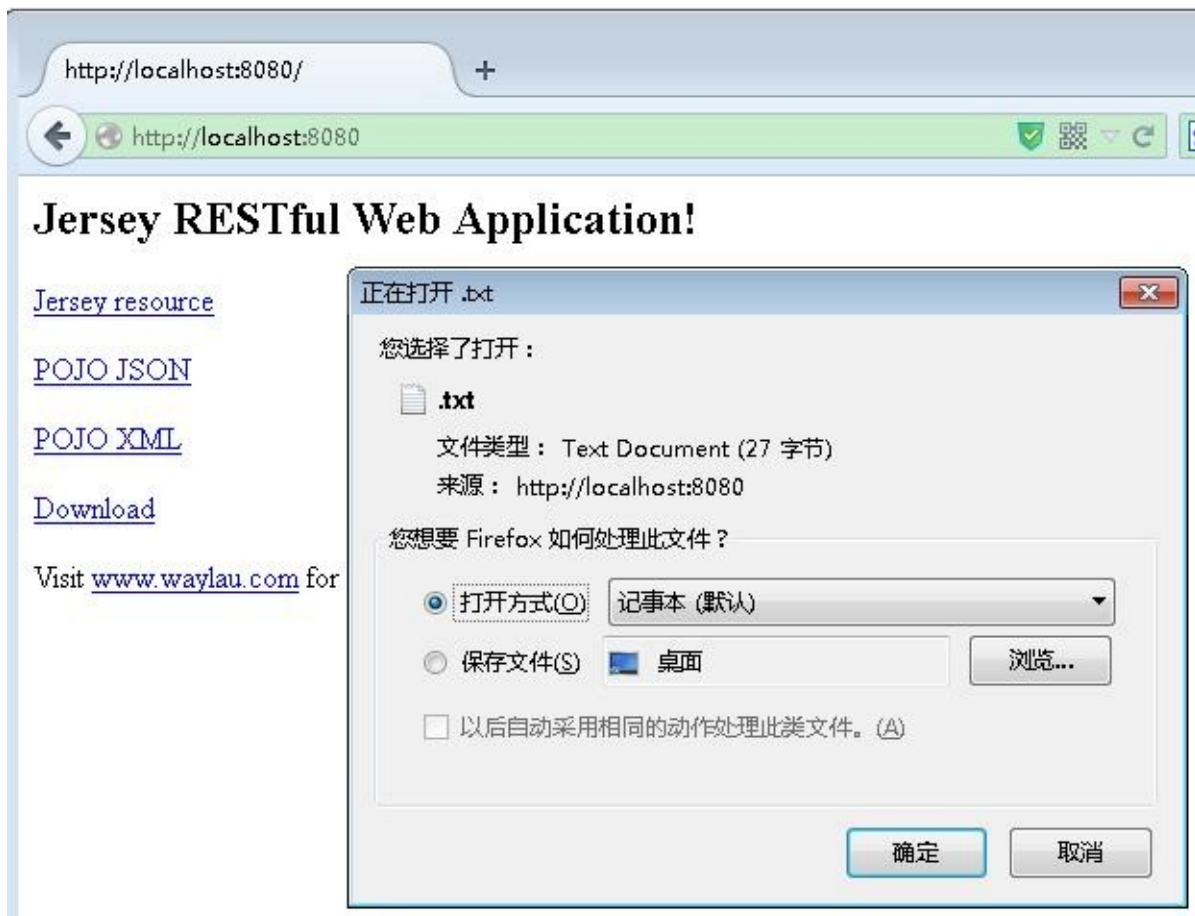 http://localhost:8080/
+
http://localhost:8080
Jersey RESTful Web Application!
Jersey resource
POJO JSON
POJO XML
Download
Visit www.waylau.com for
正在打开 .txt
您选择了打开：
.txt
文件类型： Text Document (27 字节)
来源： http://localhost:8080
您想要 Firefox 如何处理此文件？
打开方式(O) 记事本 (默认)
保存文件(S) 桌面 浏览...
以后自动采用相同的动作处理此类文件。(A)
确定 取消